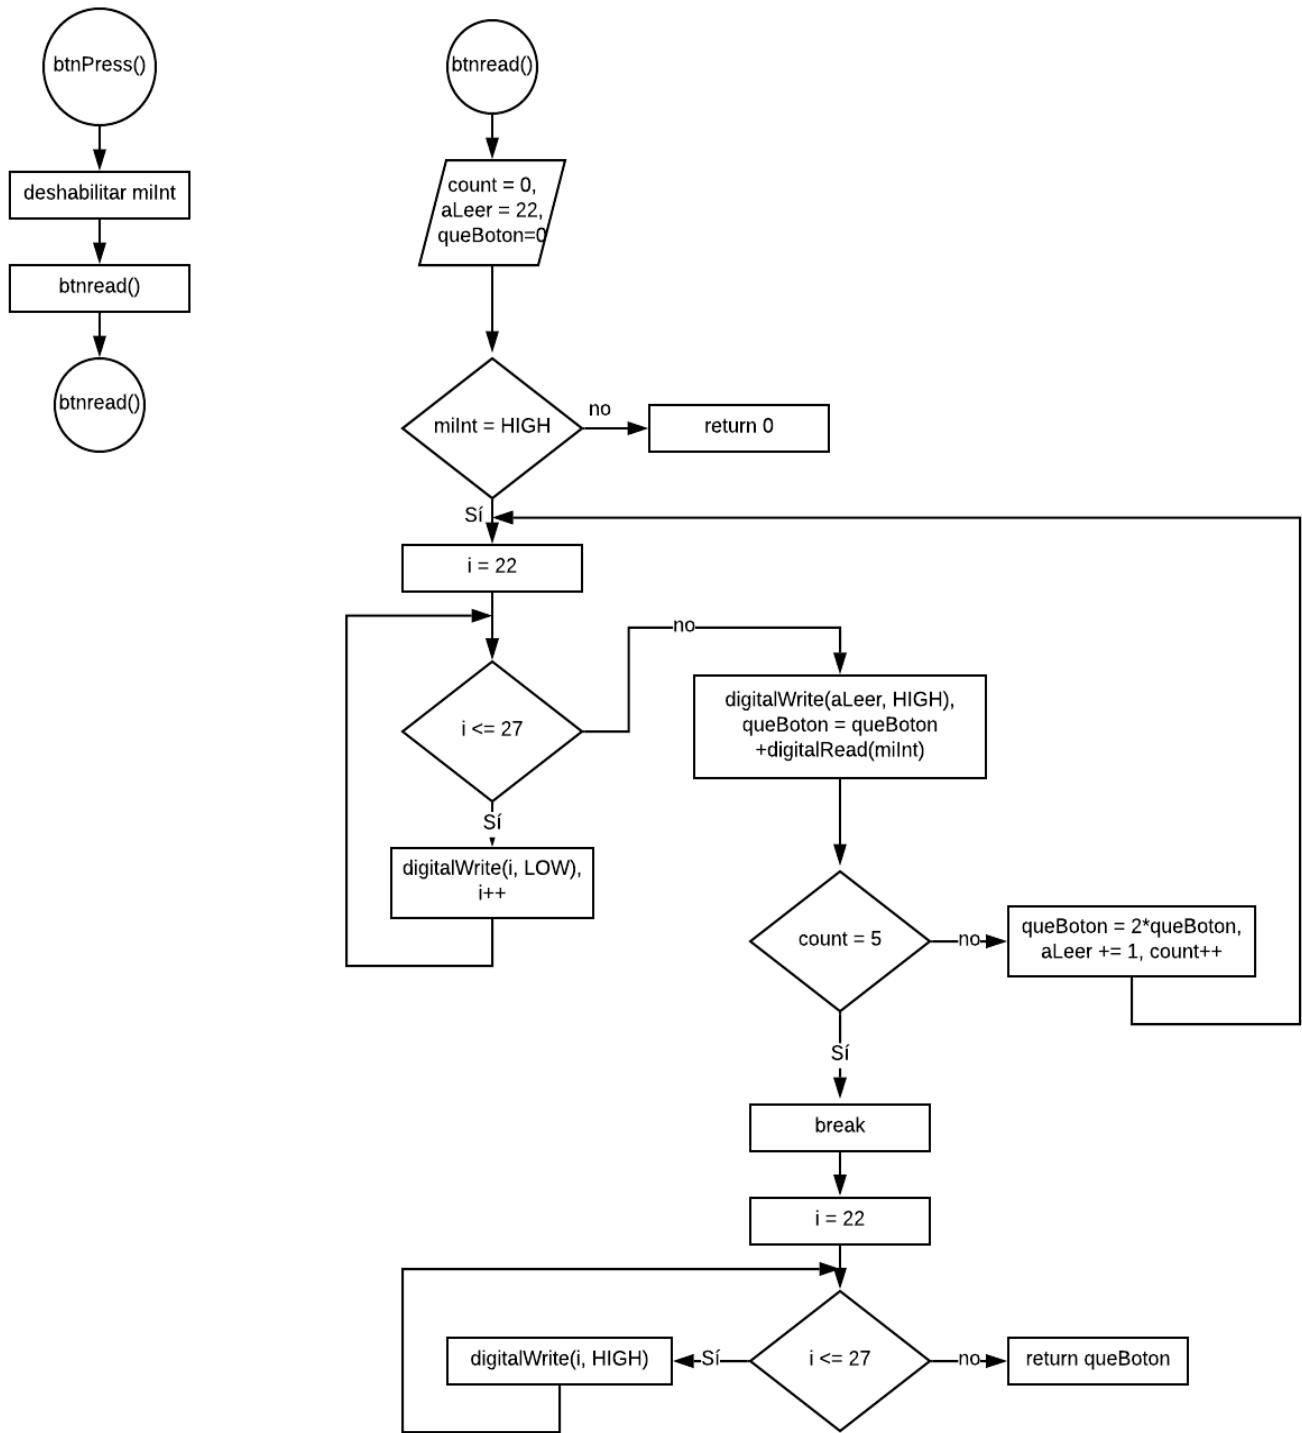 btnPress()
deshabilitar miInt
btnread()
btnread()
btnread()
count = 0,
aLeer = 22,
queBoton=0
miInt = HIGH
no
return 0
Sí
i = 22
i <= 27
no
digitalWrite(aLeer, HIGH),
queBoton = queBoton
+digitalRead(miInt)
Sí
digitalWrite(i, LOW),
i++
count = 5
no
queBoton = 2*queBoton,
aLeer += 1, count++
Sí
break
i = 22
i <= 27
Sí
digitalWrite(i, HIGH)
no
return queBoton